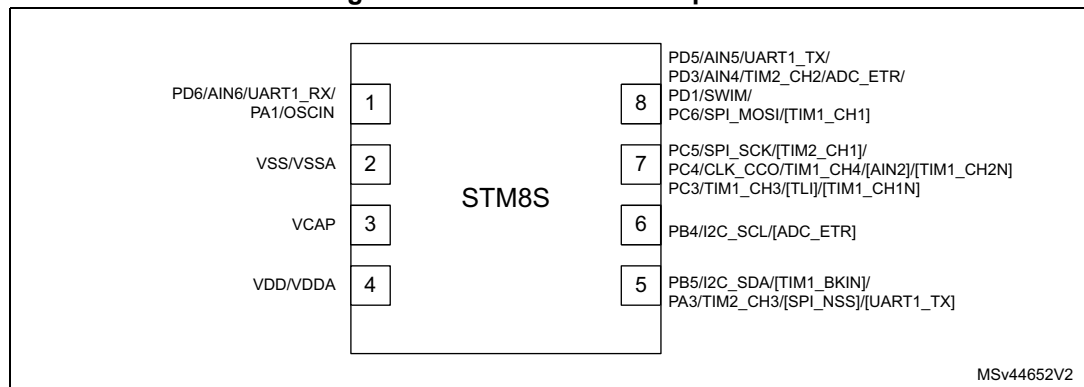 PD6/AIN6/UART1_RX/
PA1/OSCIN
1
VSS/VSSA
2
VCAP
3
VDD/VDDA
4
STM8S
8
PD5/AIN5/UART1_TX/
PD3/AIN4/TIM2_CH2/ADC_ETR/
PD1/SWIM/
PC6/SPI_MOSI/[TIM1_CH1]
7
PC5/SPI_SCK/[TIM2_CH1]/
PC4/CLK_CCO/TIM1_CH4/[AIN2]/[TIM1_CH2N]
PC3/TIM1_CH3/[TLI]/[TIM1_CH1N]
6
PB4/I2C_SCL/[ADC_ETR]
5
PB5/I2C_SDA/[TIM1_BKIN]/
PA3/TIM2_CH3/[SPI_NSS]/[UART1_TX]
MSv44652V2